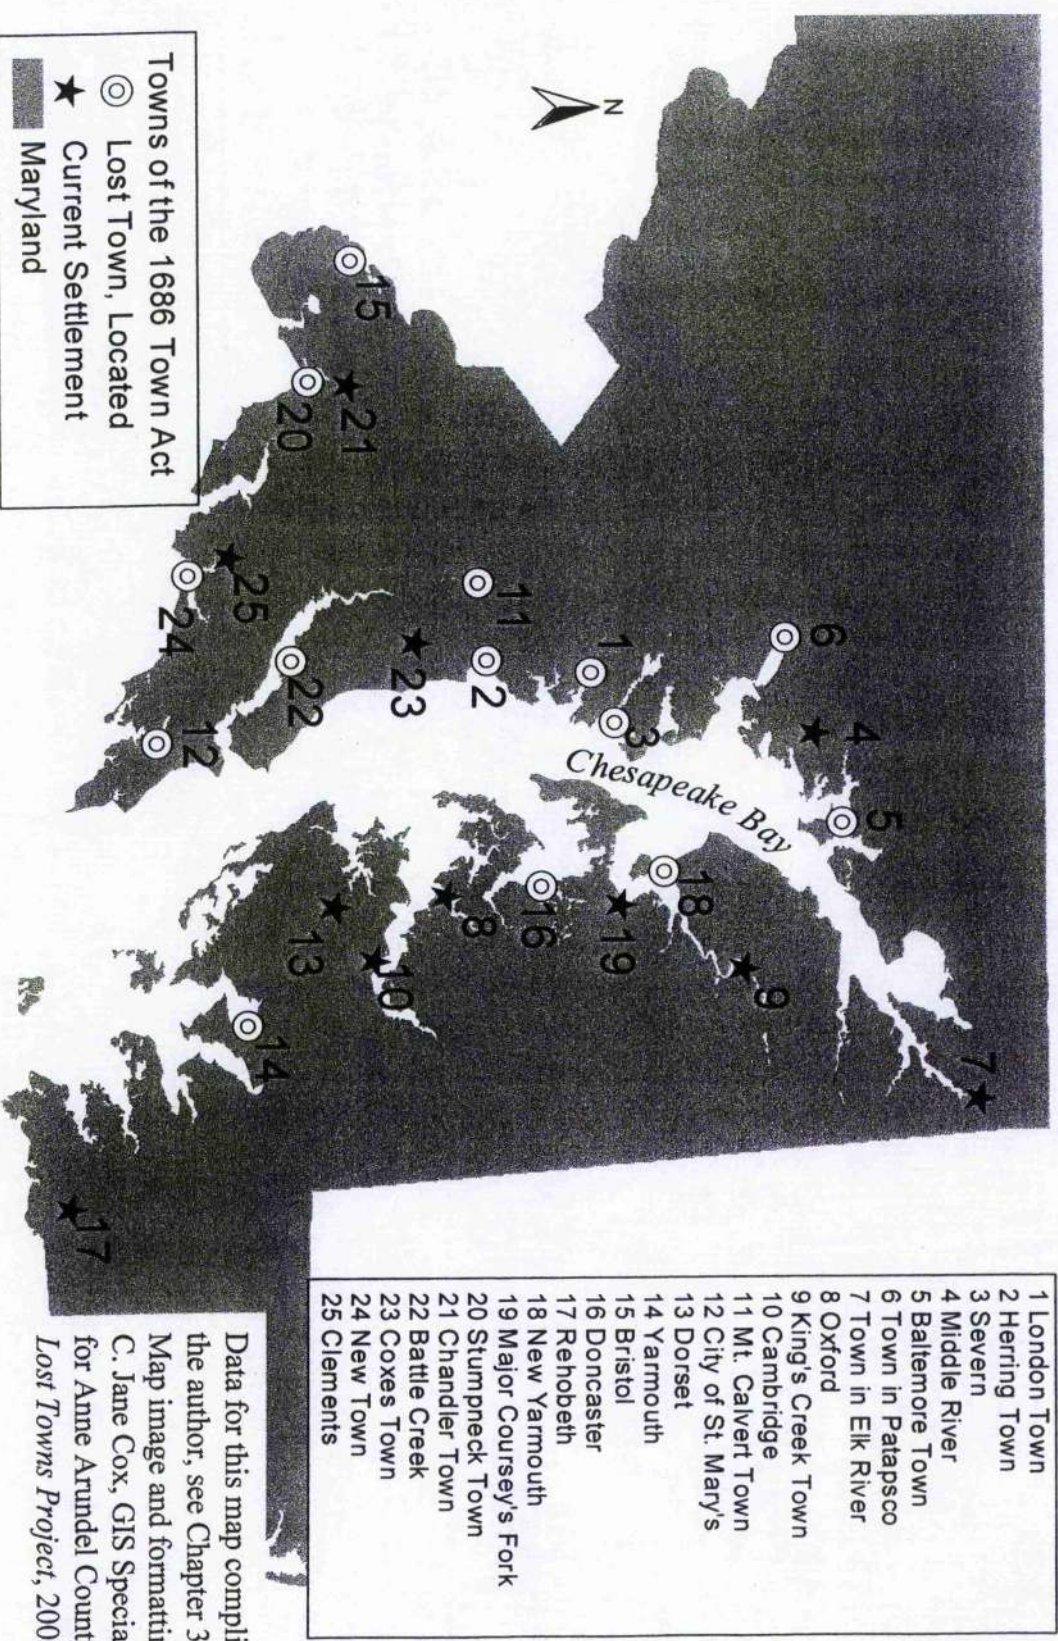 Towns of the 1686 Town Act
Lost Town, Located
Current Settlement
Maryland
N
Chesapeake Bay
1
2
3
4
5
6
7
8
9
10
11
12
13
14
15
16
17
18
19
20
21
22
23
24
25
1 London Town
2 Herring Town
3 Severn
4 Middle River
5 Baltemore Town
6 Town in Patapsco
7 Town in Elk River
8 Oxford
9 King's Creek Town
10 Cambridge
11 Mt. Calvert Town
12 City of St. Mary's
13 Dorset
14 Yarmouth
15 Bristol
16 Doncaster
17 Rehobeth
18 New Yarmouth
19 Major Coursey's Fork
20 Stumpneck Town
21 Chandler Town
22 Battle Creek
23 Coxes Town
24 New Town
25 Clements
Data for this map compli
the author, see Chapter 3
Map image and formattin
C. Jane Cox, GIS Specia
for Anne Arundel Count
Lost Towns Project, 200